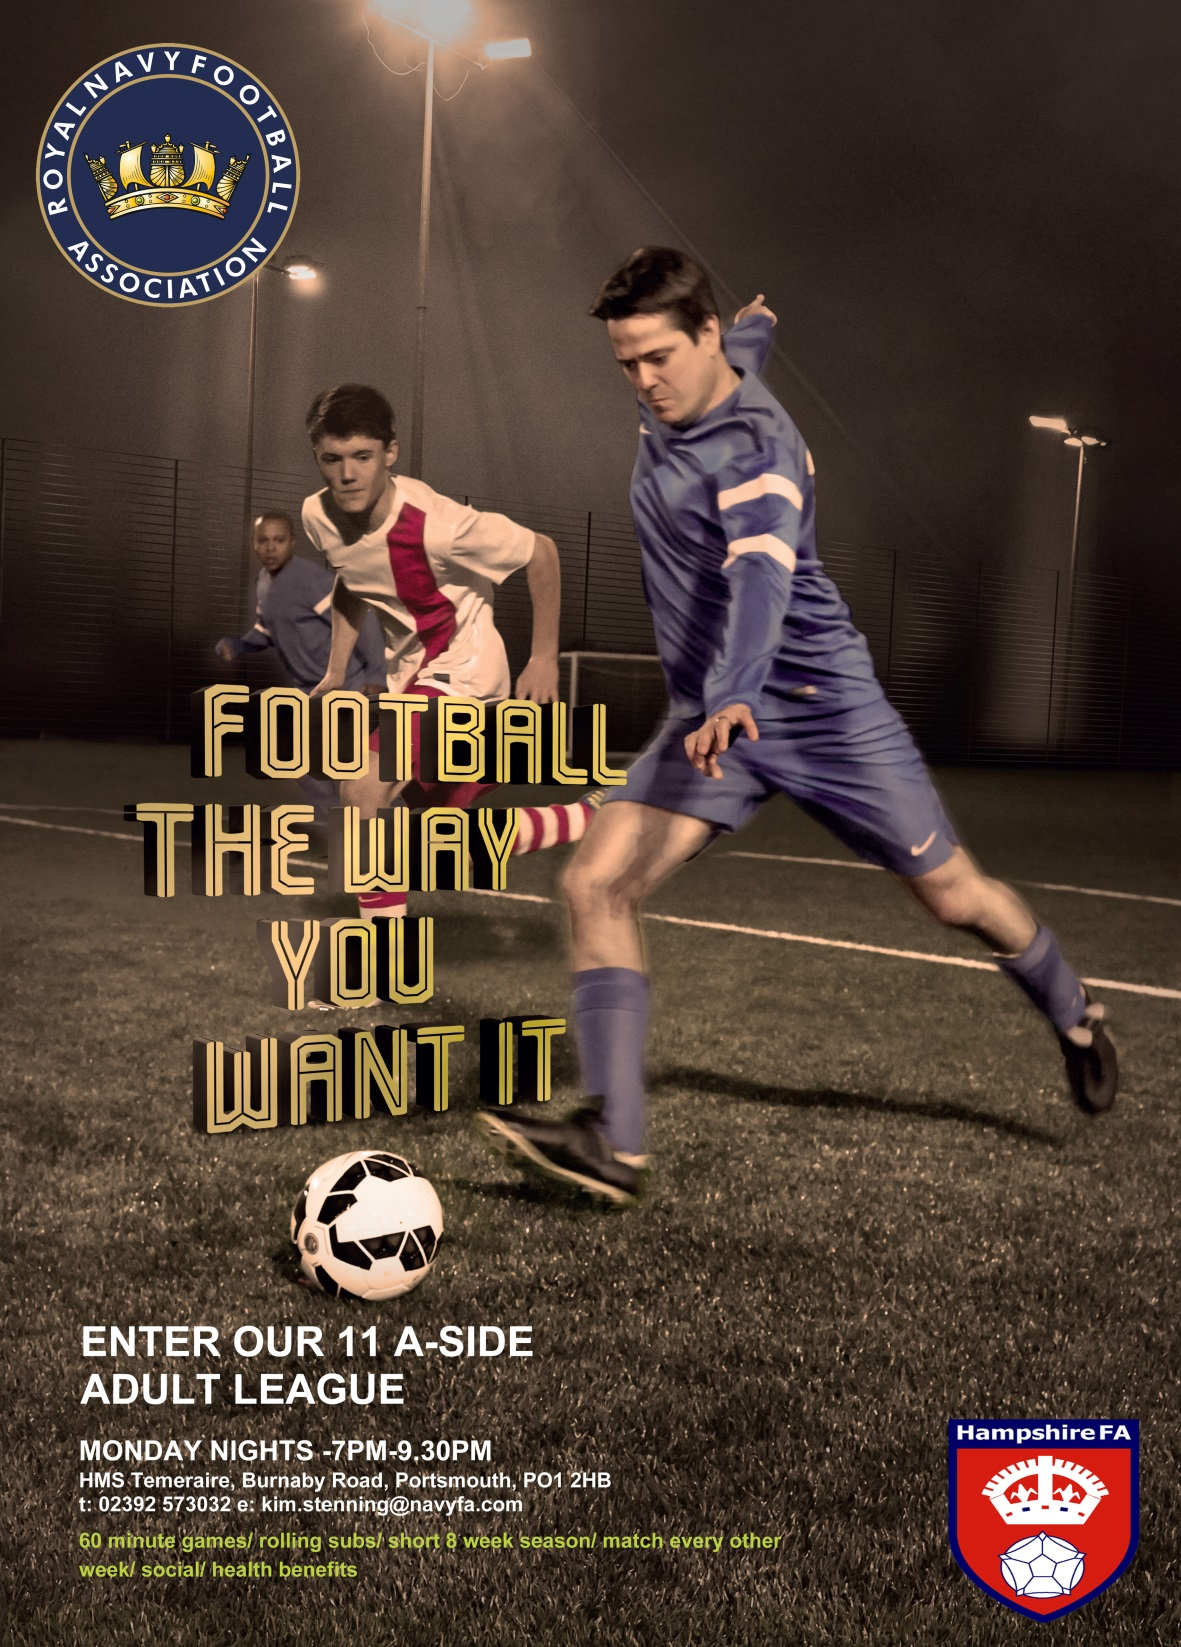 ROYAL NAVY FOOTBALL
ASSOCIATION
FOOTBALL
THE WAY
YOU
WANT IT
ENTER OUR 11 A-SIDE
ADULT LEAGUE
MONDAY NIGHTS -7PM-9.30PM
HMS Temeraire, Burnaby Road, Portsmouth, PO1 2HB
t: 02392 573032 e: kim.stenning@navyfa.com
60 minute games/ rolling subs/ short 8 week season/ match every other
week/ social/ health benefits
Hampshire FA